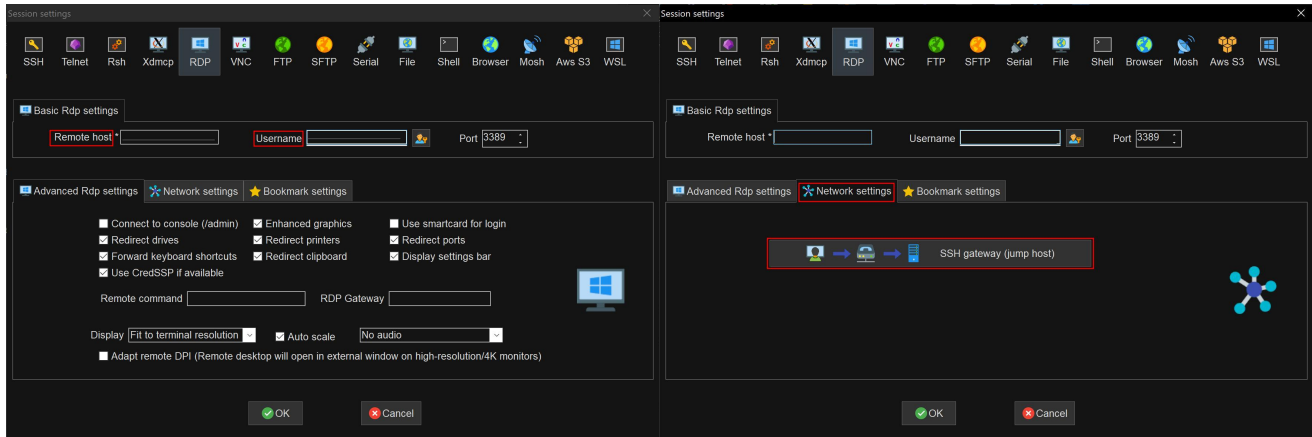 Session settings
SSH Telnet Rsh Xdmcp RDP VNC FTP SFTP Serial File Shell Browser Mosh Aws S3 WSL
Basic Rdp settings
Remote host * Username Port 3389
Advanced Rdp settings Network settings Bookmark settings
Connect to console (/admin) Enhanced graphics Use smartcard for login
Redirect drives Redirect printers Redirect ports
Forward keyboard shortcuts Redirect clipboard Display settings bar
Use CredSSP if available
Remote command RDP Gateway
Display Fit to terminal resolution Auto scale No audio
Adapt remote DPI (Remote desktop will open in external window on high-resolution/4K monitors)
OK Cancel
Session settings
SSH Telnet Rsh Xdmcp RDP VNC FTP SFTP Serial File Shell Browser Mosh Aws S3 WSL
Basic Rdp settings
Remote host * Username Port 3389
Advanced Rdp settings Network settings Bookmark settings
SSH gateway (jump host)
OK Cancel